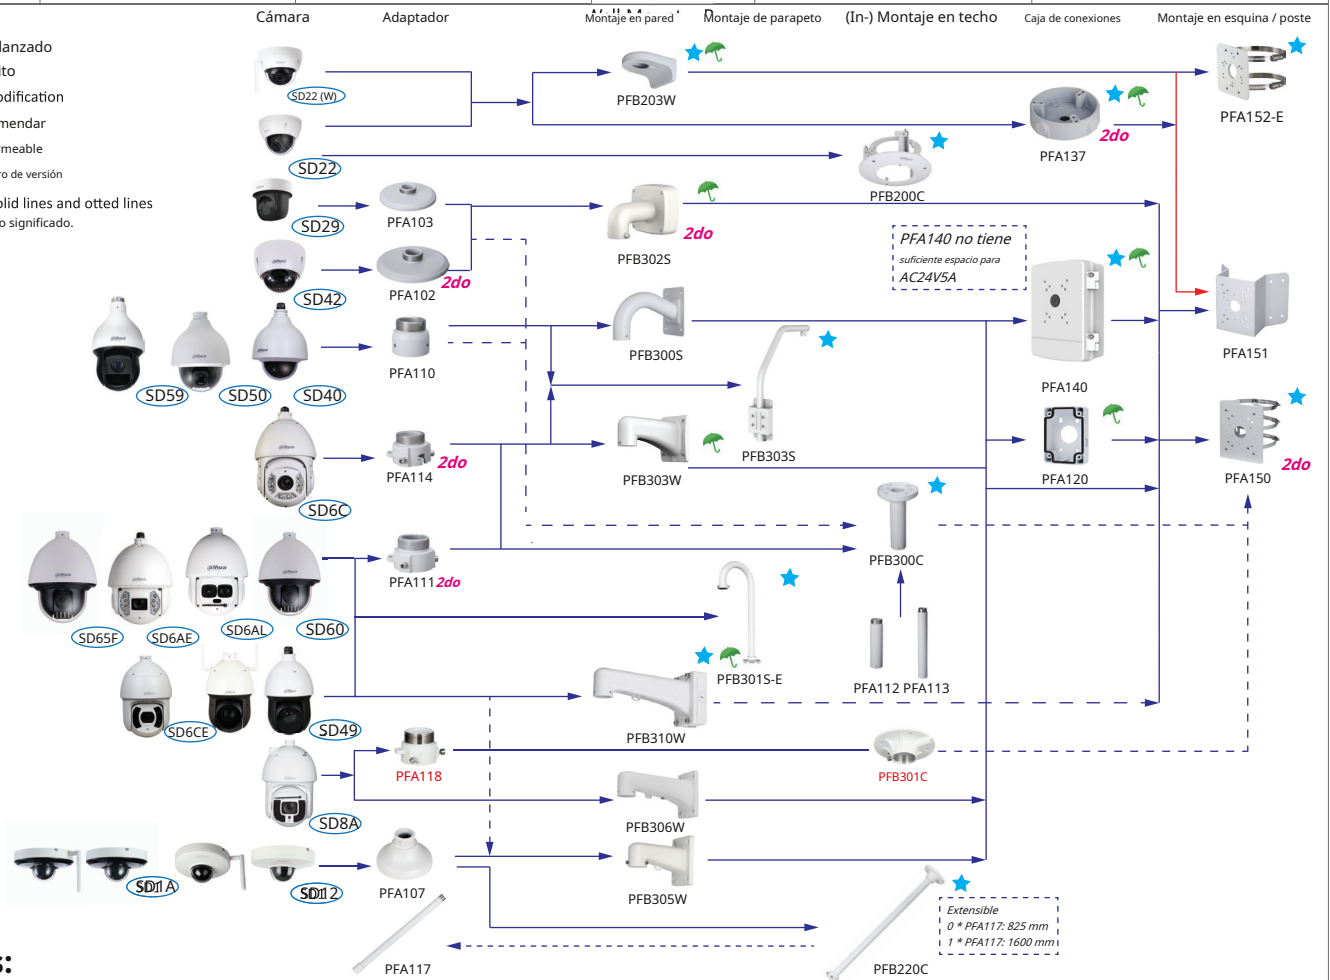 Cámara
Adaptador
Montaje en pared
Montaje de parapeto
(In-) Montaje en techo
Caja de conexiones
Montaje en esquina / poste
lanzado
ito
odification
mendar
rmeable
ro de versión
olid lines and otted lines
o significado.
SD22 (W)
PFB203W
PFA152-E
2do
PFA137
SD22
PFB200C
SD29
PFA103
2do
PFB302S
PFA140 no tiene
suficiente espacio para
AC24V5A
SD42
PFA102
2do
PFB300S
PFA151
SD59
SD50
SD40
PFA110
PFA140
PFB303S
SD6C
PFA114
2do
PFB303W
PFA120
PFA150
2do
PFB300C
PFA111
2do
SD65F
SD6AE
SD6AL
SD60
PFB301S-E
PFA112
PFA113
SD6CE
SD49
PFB310W
PFA118
PFB301C
SD8A
PFB306W
SD1A
SD12
PFA107
PFB305W
Extensible
0 * PFA117: 825 mm
1 * PFA117: 1600 mm
PFA117
PFB220C
s: